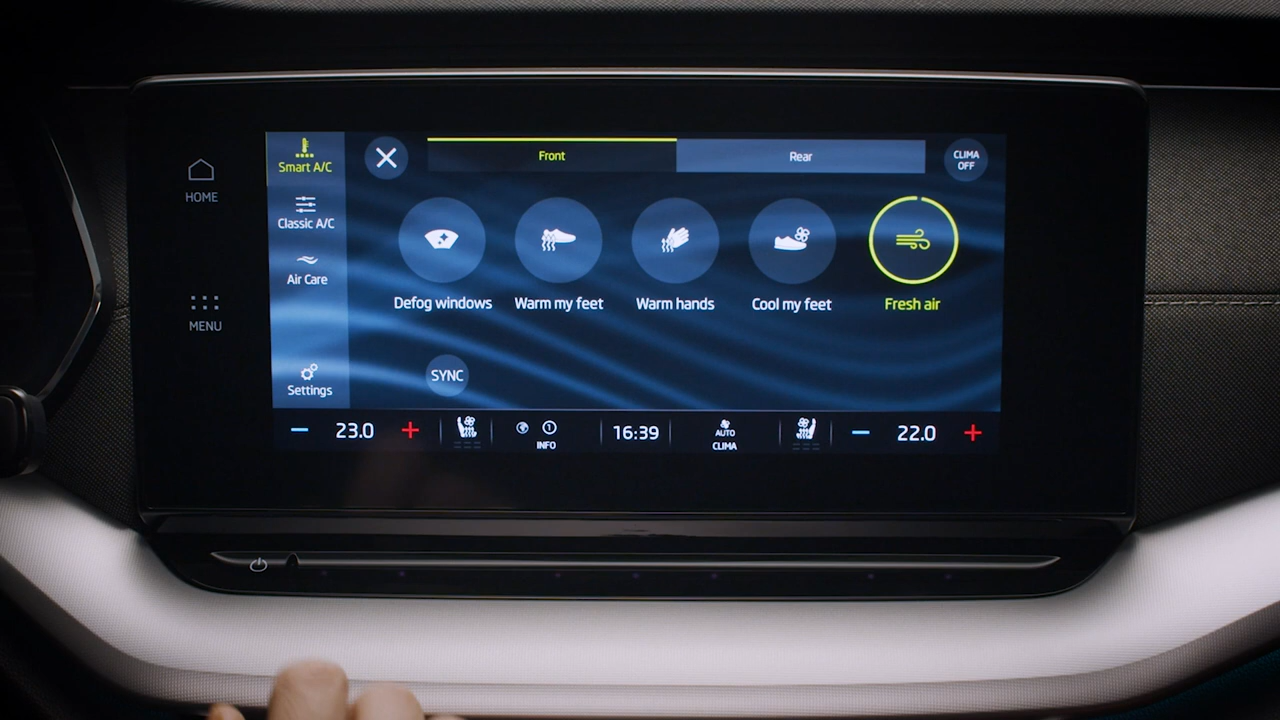 HOME
MENU
Smart A/C
Classic A/C
Air Care
Settings
Front
Rear
CLIMA
OFF
Defog windows
Warm my feet
Warm hands
Cool my feet
Fresh air
SYNC
23.0
1
INFO
16:39
AUTO
CLIMA
22.0